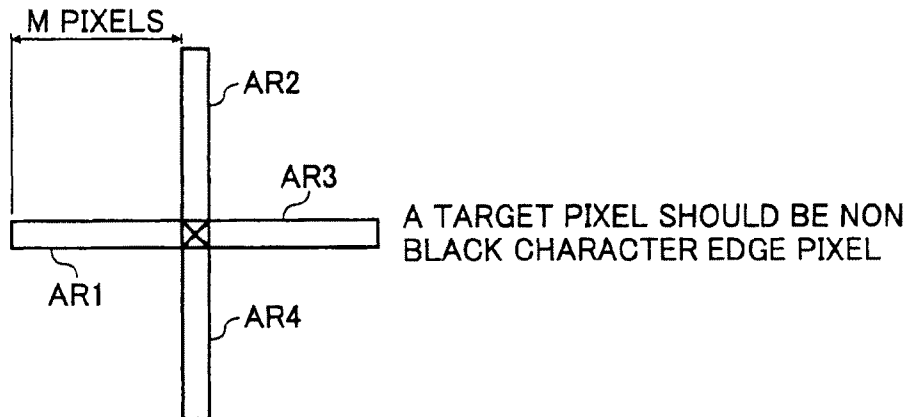 M PIXELS
AR2
AR3
A TARGET PIXEL SHOULD BE NON
BLACK CHARACTER EDGE PIXEL
AR1
AR4